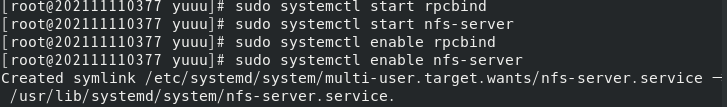 [root@202111110377 yuuu]# sudo systemctl start rpcbind
[root@202111110377 yuuu]# sudo systemctl start nfs-server
[root@202111110377 yuuu]# sudo systemctl enable rpcbind
[root@202111110377 yuuu]# sudo systemctl enable nfs-server
Created symlink /etc/systemd/system/multi-user.target.wants/nfs-server.service —
/usr/lib/systemd/system/nfs-server.service.